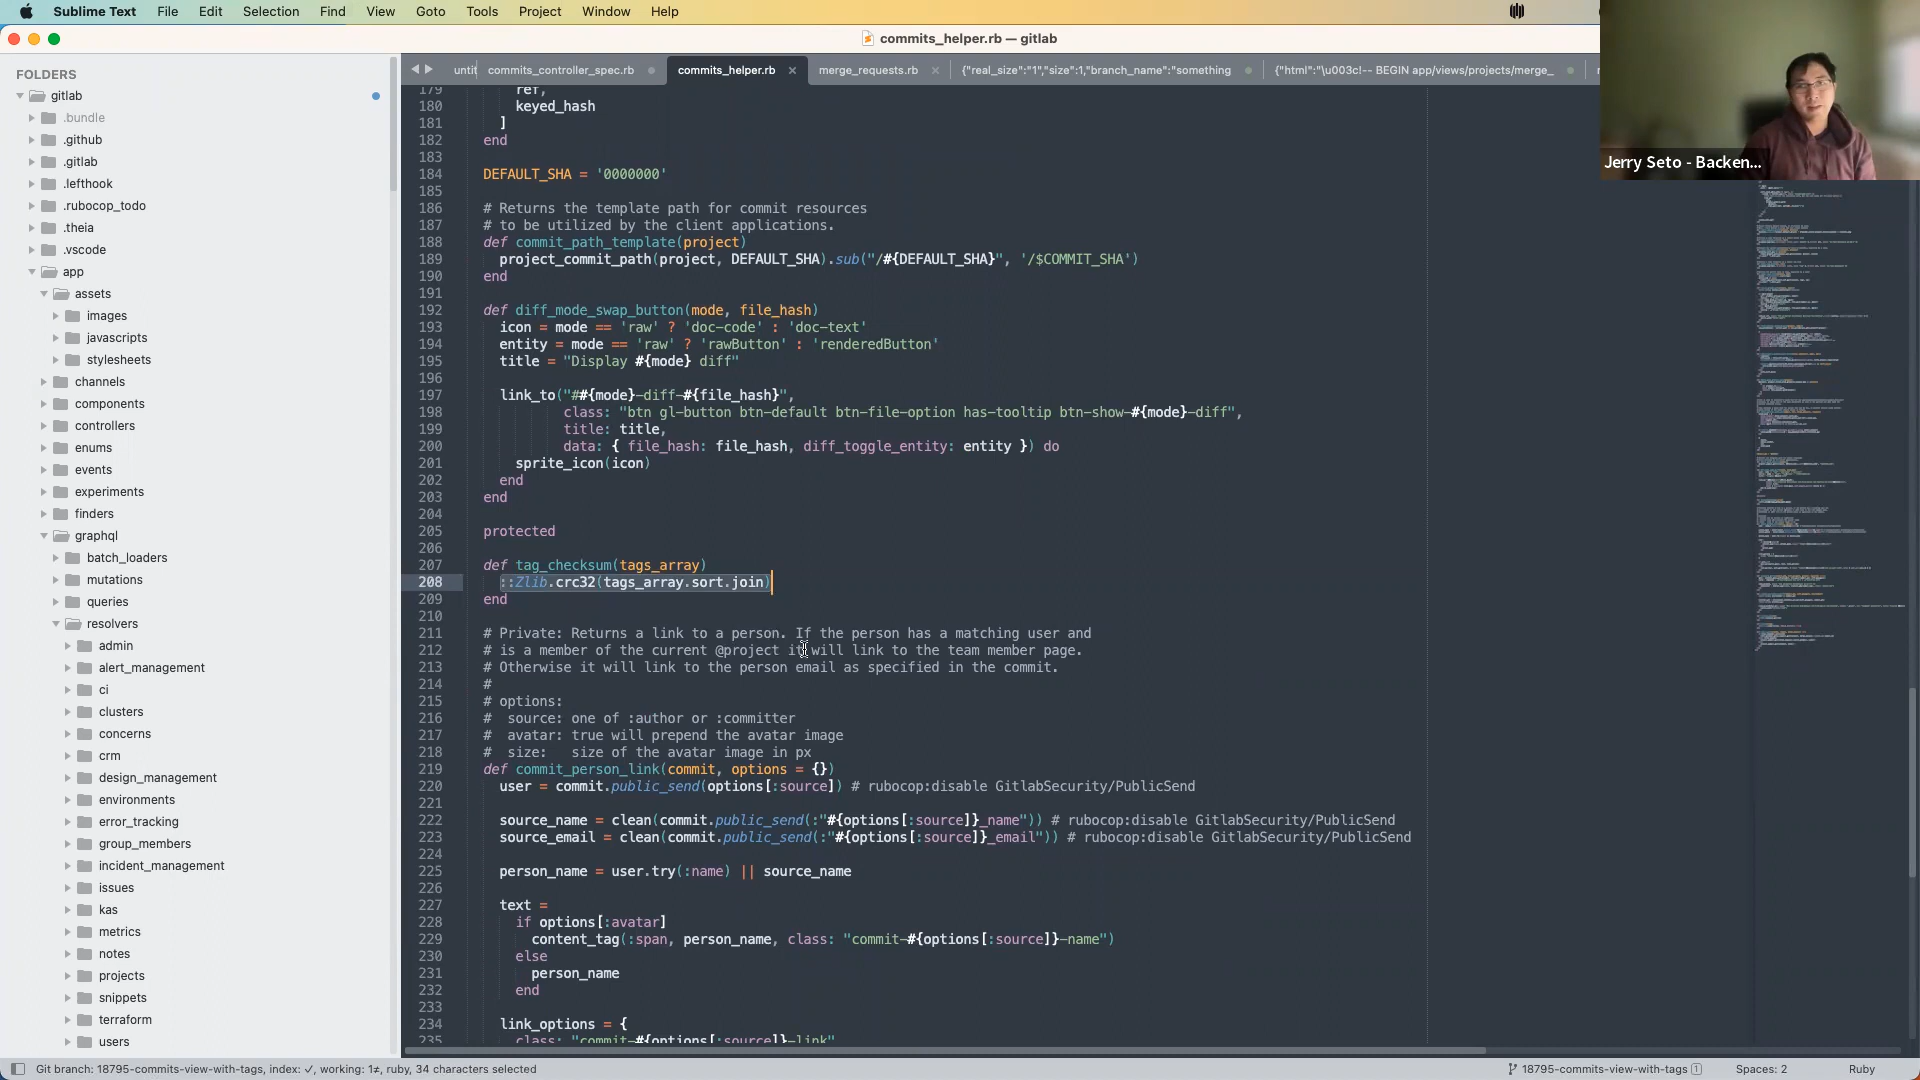 Sublime Text File Edit Selection Find View Goto Tools Project Window Help
commits_helper.rb — gitlab
Jerry Seto - Backen...
FOLDERS
gitlab
.bundle
.github
.gitlab
.lefthook
.rubocop_todo
.theia
.vscode
app
assets
images
javascripts
stylesheets
channels
components
controllers
enums
events
experiments
finders
graphql
batch_loaders
mutations
queries
resolvers
admin
alert_management
ci
clusters
concerns
crm
design_management
environments
error_tracking
group_members
incident_management
issues
kas
metrics
notes
projects
snippets
terraform
users
untit commits_controller_spec.rb commits_helper.rb merge_requests.rb {"real_size":"1","size":1,"branch_name":"something {"html":"\u003c!-- BEGIN app/views/projects/merge_
179 ref,
180 keyed_hash
181 ]
182 end
183
184 DEFAULT_SHA = '0000000'
185
186 # Returns the template path for commit resources
187 # to be utilized by the client applications.
188 def commit_path_template(project)
189 project_commit_path(project, DEFAULT_SHA).sub("/#{DEFAULT_SHA}", '/$COMMIT_SHA')
190 end
191
192 def diff_mode_swap_button(mode, file_hash)
193 icon = mode == 'raw' ? 'doc-code' : 'doc-text'
194 entity = mode == 'raw' ? 'rawButton' : 'renderedButton'
195 title = "Display #{mode} diff"
196
197 link_to("##{mode}-diff-#{file_hash}",
198 class: "btn gl-button btn-default btn-file-option has-tooltip btn-show-#{mode}-diff",
199 title: title,
200 data: { file_hash: file_hash, diff_toggle_entity: entity }) do
201 sprite_icon(icon)
202 end
203 end
204
205 protected
206
207 def tag_checksum(tags_array)
208 ::Zlib.crc32(tags_array.sort.join)
209 end
210
211 # Private: Returns a link to a person. If the person has a matching user and
212 # is a member of the current @project it will link to the team member page.
213 # Otherwise it will link to the person email as specified in the commit.
214 #
215 # options:
216 # source: one of :author or :committer
217 # avatar: true will prepend the avatar image
218 # size: size of the avatar image in px
219 def commit_person_link(commit, options = {})
220 user = commit.public_send(options[:source]) # rubocop:disable GitlabSecurity/PublicSend
221
222 source_name = clean(commit.public_send(:"#{options[:source]}_name")) # rubocop:disable GitlabSecurity/PublicSend
223 source_email = clean(commit.public_send(:"#{options[:source]}_email")) # rubocop:disable GitlabSecurity/PublicSend
224
225 person_name = user.try(:name) || source_name
226
227 text =
228 if options[:avatar]
229 content_tag(:span, person_name, class: "commit-#{options[:source]}-name")
230 else
231 person_name
232 end
233
234 link_options = {
235 class: "commit-#{options[:source]}-link"
Git branch: 18795-commits-view-with-tags, index: ✓, working: 1≠, ruby, 34 characters selected
18795-commits-view-with-tags 1 Spaces: 2 Ruby